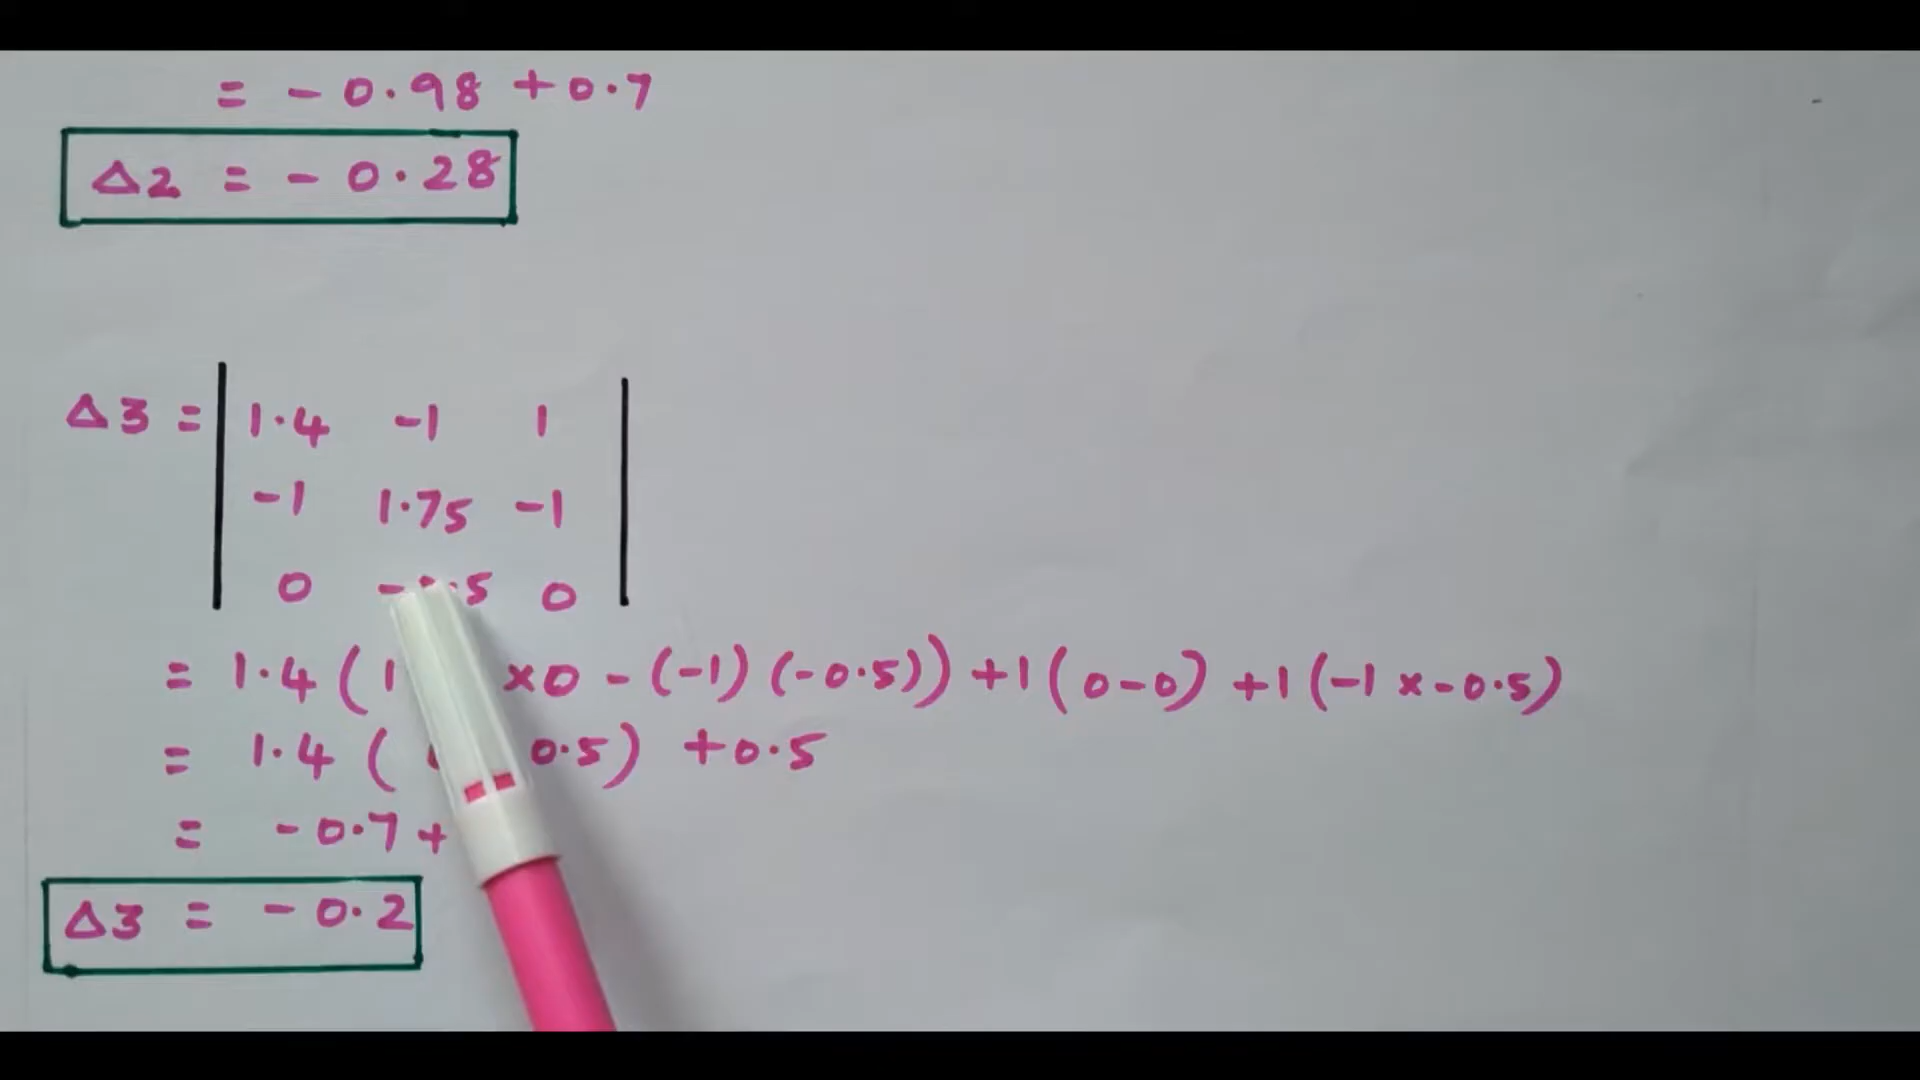 = -0.98 +0.7
Δ2 = -0.28
Δ3 = | 1.4 -1 1 |
-1 1.75 -1
0 - .5 0
= 1.4 ( 1 ×0 - (-1) (-0.5)) +1 (0-0) +1 (-1 × -0.5)
= 1.4 ( 0.5) +0.5
= -0.7 +
Δ3 = -0.2